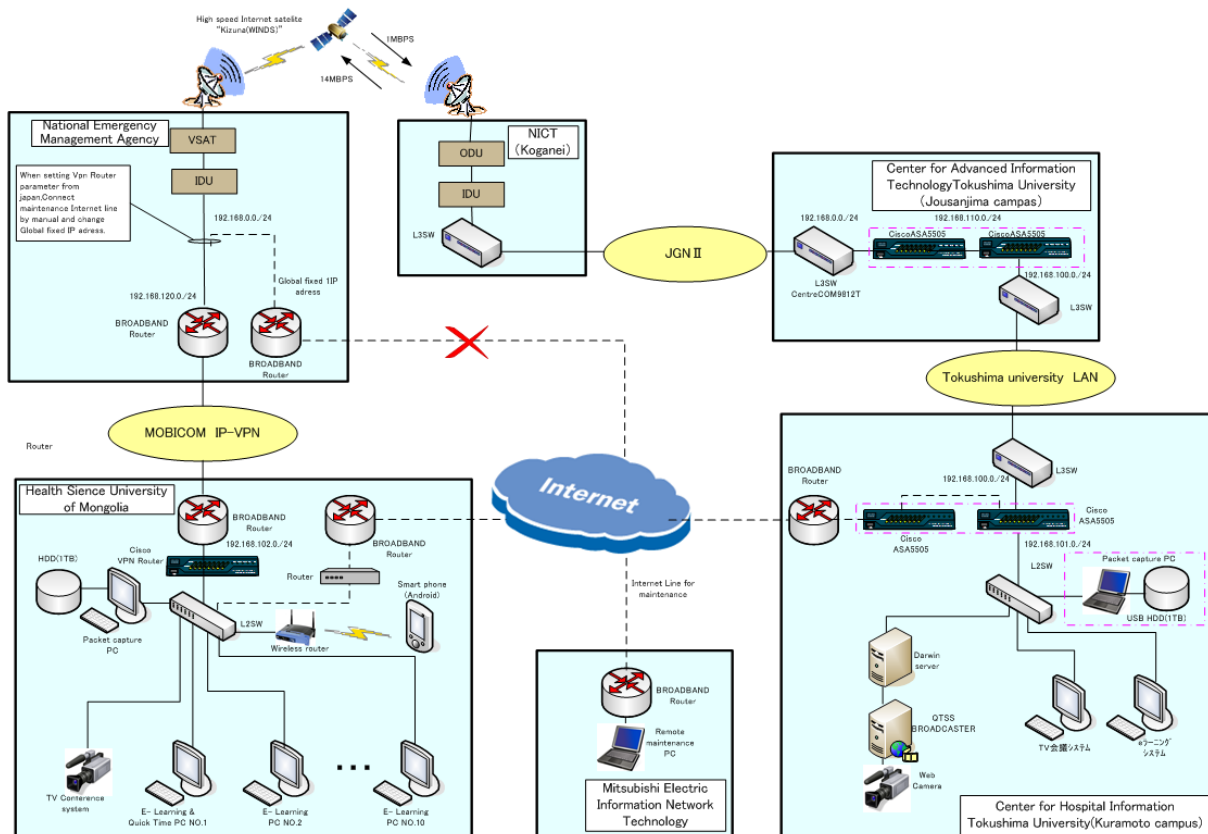 High speed Internet satelite
"Kizuna(WINDS)"
1MBPS
14MBPS
National Emergency
Management Agency
VSAT
IDU
When setting Vpn Router
parameter from
japan,Connect
maintenance Internet line
by manual and change
Global fixed IP adress.
192.168.0.0./24
Global fixed 1IP
adress
192.168.120.0./24
BROADBAND
Router
BROADBAND
Router
NICT
(Koganei)
ODU
IDU
L3SW
JGNⅡ
Center for Advanced Information
TechnologyTokushima University
(Jousanjima campas)
192.168.0.0./24
192.168.110.0./24
CiscoASA5505
CiscoASA5505
L3SW
CentreCOM9812T
192.168.100.0./24
L3SW
Tokushima university LAN
MOBICOM IP-VPN
Router
Health Sience University
of Mongolia
BROADBAND
Router
192.168.102.0./24
Cisco
VPN Router
BROADBAND
Router
Router
HDD(1TB)
Packet capture
PC
L2SW
Wireless router
Smart phone
(Android)
TV Conference
system
E- Learning &
Quick Time PC NO.1
E- Learning
PC NO.2
...
E- Learning
PC NO.10
Internet
Internet Line for
maintenance
BROADBAND
Router
Remote
maintenance
PC
Mitsubishi Electric
Information Network
Technology
BROADBAND
Router
L3SW
192.168.100.0./24
Cisco
ASA5505
Cisco
ASA5505
192.168.101.0./24
L2SW
Packet capture PC
USB HDD(1TB)
Darwin
server
QTSS
BROADCASTER
Web
Camera
TV会議システム
eラーニング
システム
Center for Hospital Information
Tokushima University(Kuramoto campus)